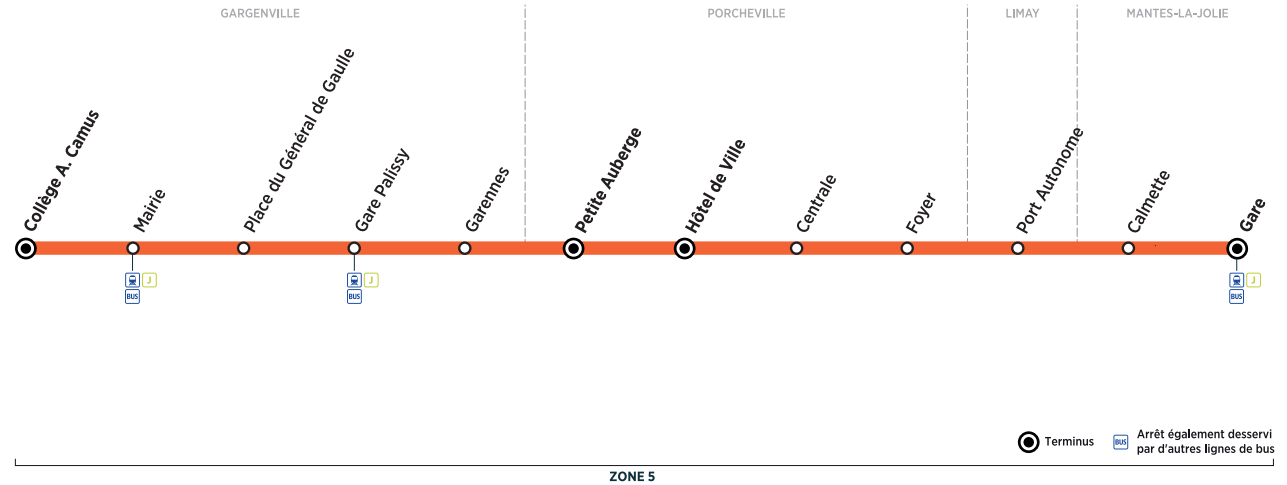 GARGENVILLE
PORCHEVILLE
LIMAY
MANTES-LA-JOLIE
Collège A. Camus
Mairie
Place du Général de Gaulle
Gare Palissy
Garennes
Petite Auberge
Hôtel de Ville
Centrale
Foyer
Port Autonome
Calmette
Gare
J
BUS
J
BUS
J
BUS
Terminus
BUS
Arrêt également desservi
par d'autres lignes de bus
ZONE 5